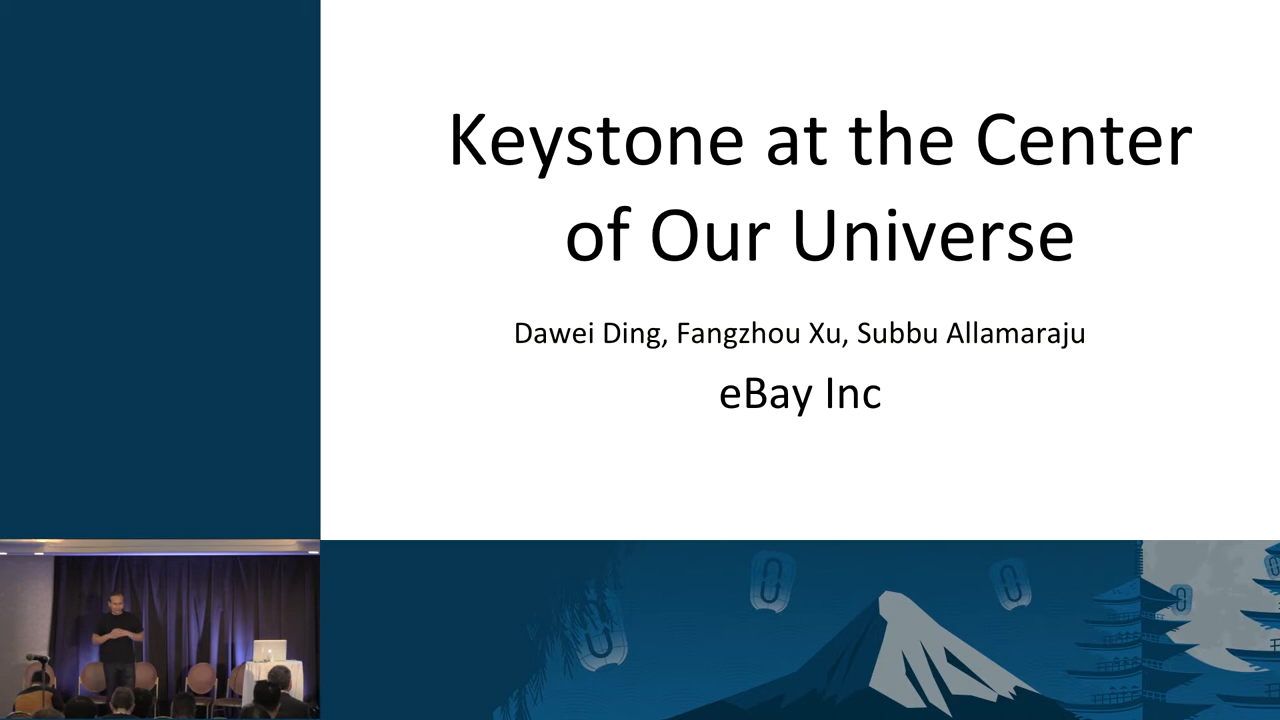 Keystone at the Center
of Our Universe
Dawei Ding, Fangzhou Xu, Subbu Allamaraju
eBay Inc